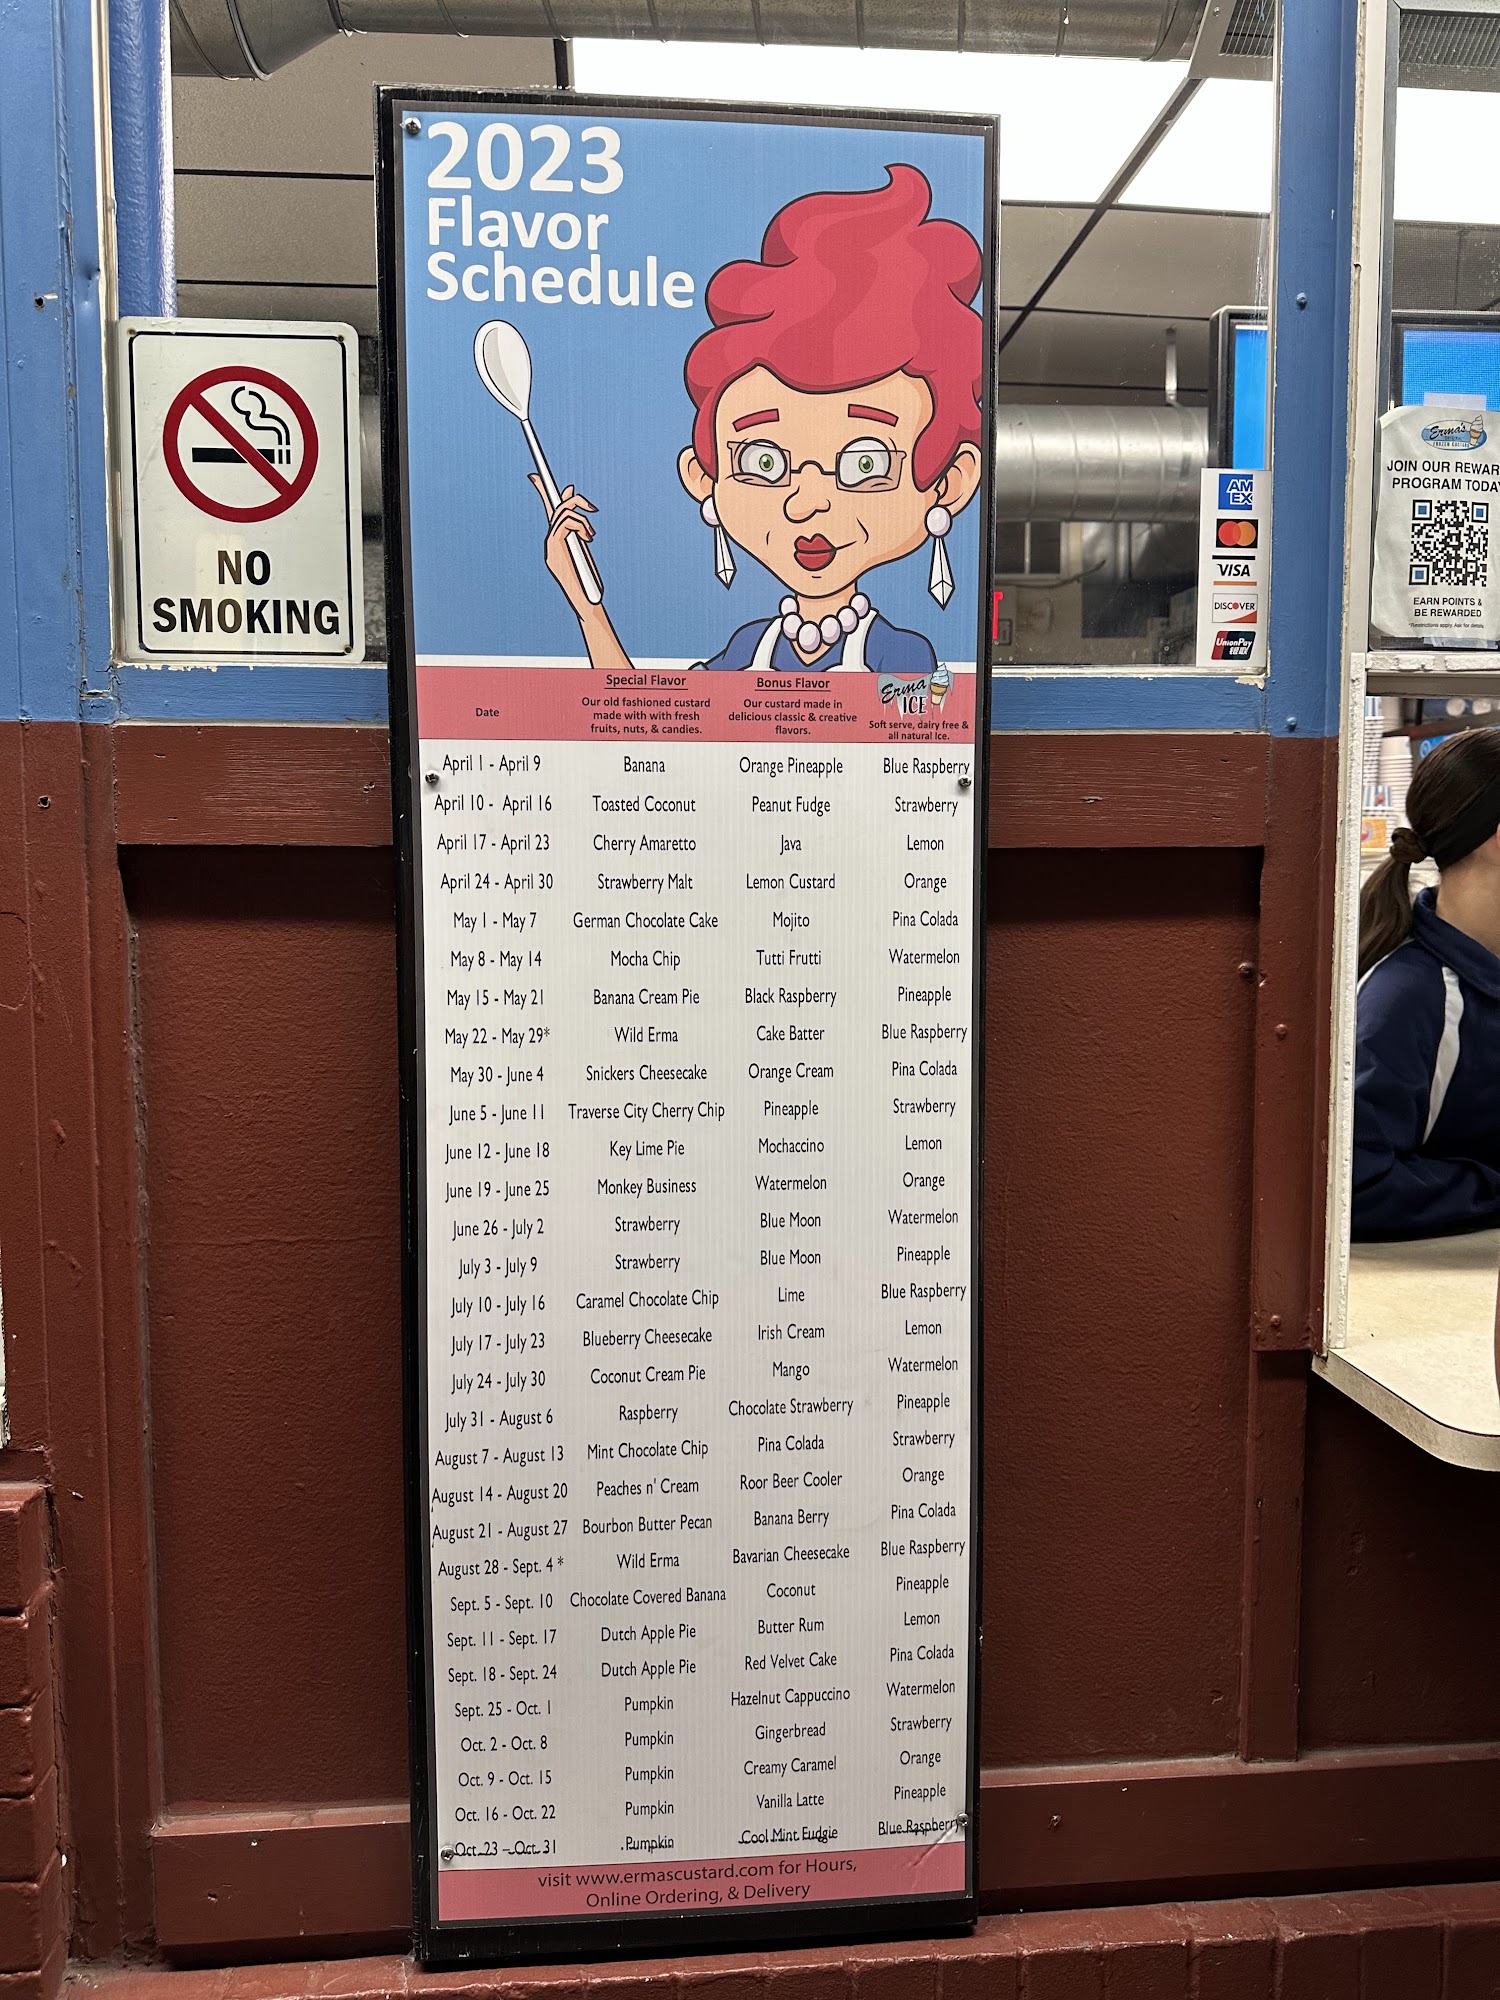 2023
Flavor
Schedule
NO
SMOKING
AM
EX
VISA
DISCOVER
UnionPay
银联
Erma's
ORIGINAL
FROZEN CUSTARD
JOIN OUR REWAR
PROGRAM TODAY
EARN POINTS &
BE REWARDED
*Restrictions apply. Ask for details
Date
Special Flavor
Our old fashioned custard
made with with fresh
fruits, nuts, & candies.
Bonus Flavor
Our custard made in
delicious classic & creative
flavors.
Erma
ICE
Soft serve, dairy free &
all natural Ice.
April 1 - April 9 Banana Orange Pineapple Blue Raspberry
April 10 - April 16 Toasted Coconut Peanut Fudge Strawberry
April 17 - April 23 Cherry Amaretto Java Lemon
April 24 - April 30 Strawberry Malt Lemon Custard Orange
May 1 - May 7 German Chocolate Cake Mojito Pina Colada
May 8 - May 14 Mocha Chip Tutti Frutti Watermelon
May 15 - May 21 Banana Cream Pie Black Raspberry Pineapple
May 22 - May 29* Wild Erma Cake Batter Blue Raspberry
May 30 - June 4 Snickers Cheesecake Orange Cream Pina Colada
June 5 - June 11 Traverse City Cherry Chip Pineapple Strawberry
June 12 - June 18 Key Lime Pie Mochaccino Lemon
June 19 - June 25 Monkey Business Watermelon Orange
June 26 - July 2 Strawberry Blue Moon Watermelon
July 3 - July 9 Strawberry Blue Moon Pineapple
July 10 - July 16 Caramel Chocolate Chip Lime Blue Raspberry
July 17 - July 23 Blueberry Cheesecake Irish Cream Lemon
July 24 - July 30 Coconut Cream Pie Mango Watermelon
July 31 - August 6 Raspberry Chocolate Strawberry Pineapple
August 7 - August 13 Mint Chocolate Chip Pina Colada Strawberry
August 14 - August 20 Peaches n' Cream Roor Beer Cooler Orange
August 21 - August 27 Bourbon Butter Pecan Banana Berry Pina Colada
August 28 - Sept. 4 * Wild Erma Bavarian Cheesecake Blue Raspberry
Sept. 5 - Sept. 10 Chocolate Covered Banana Coconut Pineapple
Sept. 11 - Sept. 17 Dutch Apple Pie Butter Rum Lemon
Sept. 18 - Sept. 24 Dutch Apple Pie Red Velvet Cake Pina Colada
Sept. 25 - Oct. 1 Pumpkin Hazelnut Cappuccino Watermelon
Oct. 2 - Oct. 8 Pumpkin Gingerbread Strawberry
Oct. 9 - Oct. 15 Pumpkin Creamy Caramel Orange
Oct. 16 - Oct. 22 Pumpkin Vanilla Latte Pineapple
Oct. 23 - Oct. 31 Pumpkin Cool Mint Fudgie Blue Raspberry
visit www.ermascustard.com for Hours,
Online Ordering, & Delivery